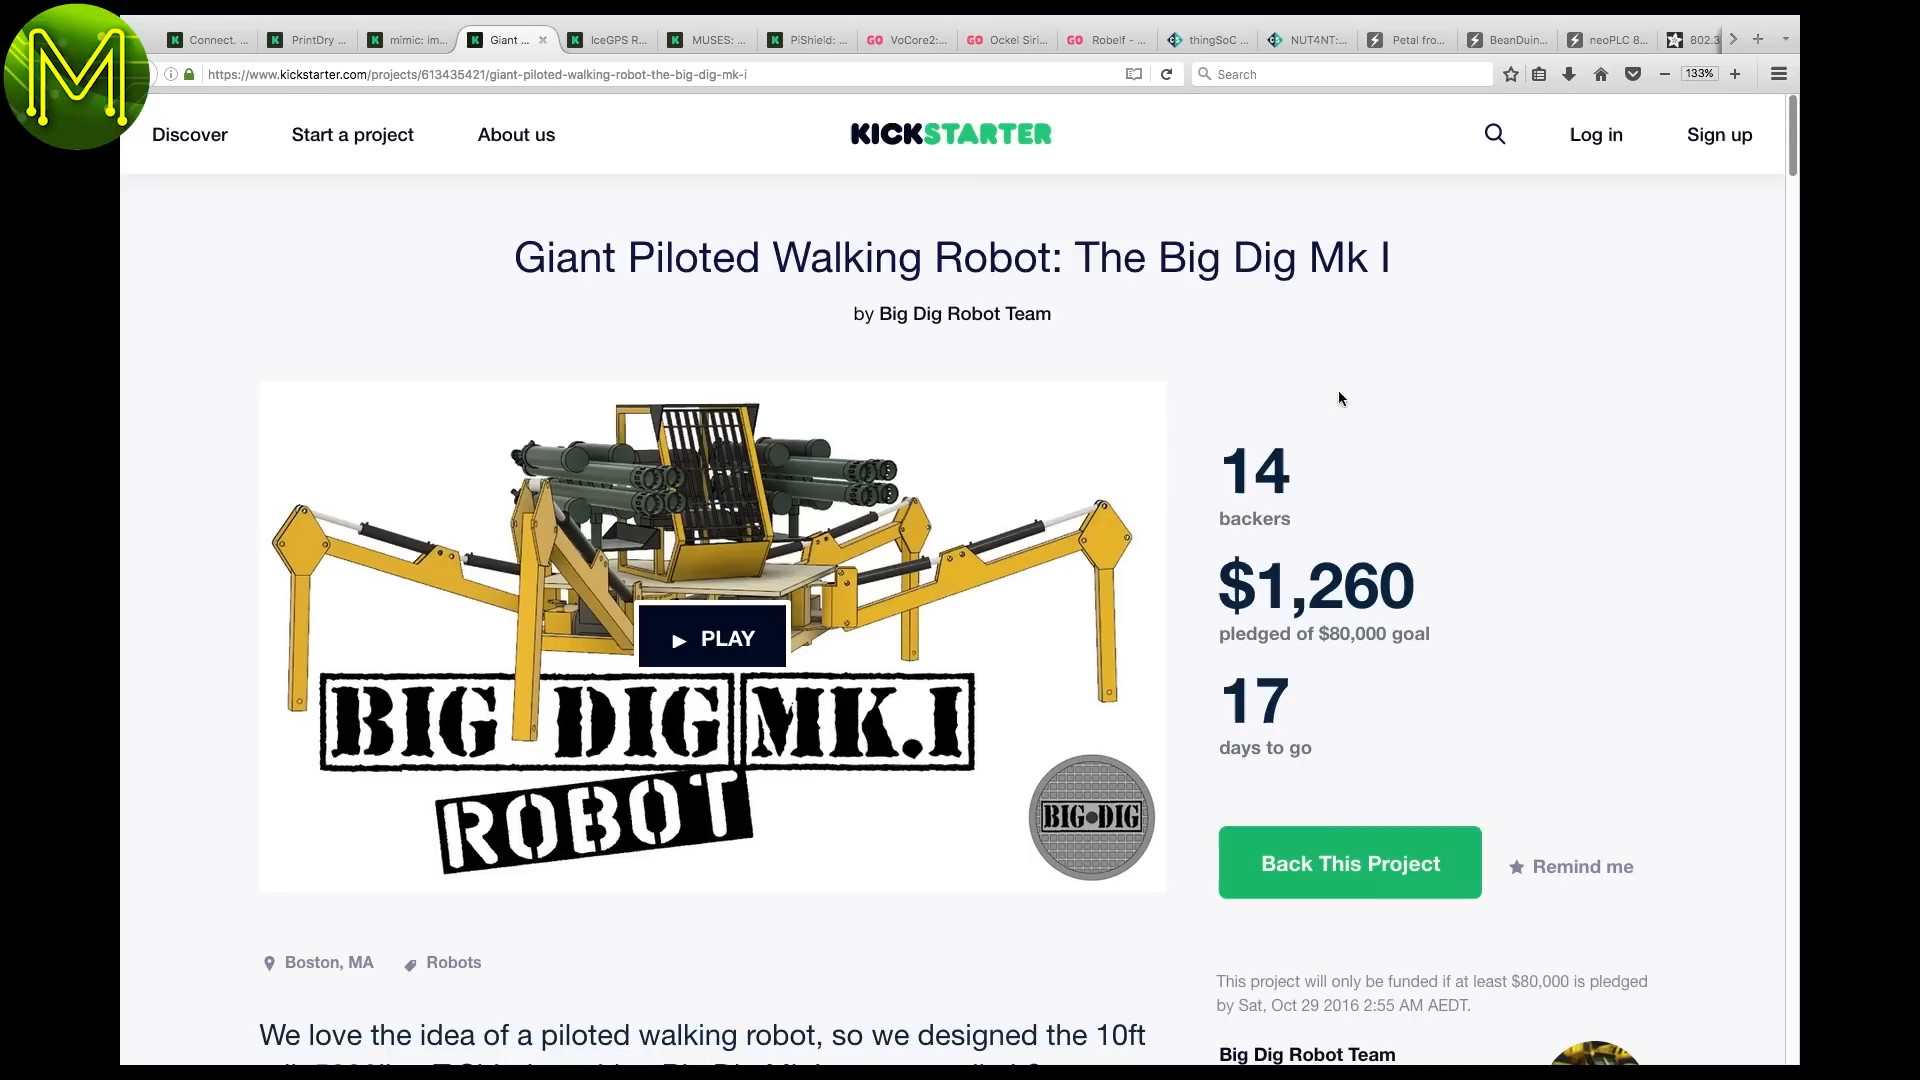 M
Connect. ...
PrintDry ...
mimic: im...
Giant ...
IceGPS R...
MUSES: ...
PiShield: ...
GO VoCore2:...
GO Ockel Siri...
GO Robelf - ...
thingSoC ...
NUT4NT:...
Petal fro...
BeanDuin...
neoPLC 8...
802.3
https://www.kickstarter.com/projects/613435421/giant-piloted-walking-robot-the-big-dig-mk-i
Search
133%
Discover
Start a project
About us
KICKSTARTER
Log in
Sign up
Giant Piloted Walking Robot: The Big Dig Mk I
by Big Dig Robot Team
PLAY
BIG DIG MK.I
ROBOT
BIG DIG
14
backers
$1,260
pledged of $80,000 goal
17
days to go
Back This Project
Remind me
Boston, MA
Robots
This project will only be funded if at least $80,000 is pledged
by Sat, Oct 29 2016 2:55 AM AEDT.
We love the idea of a piloted walking robot, so we designed the 10ft
Big Dig Robot Team